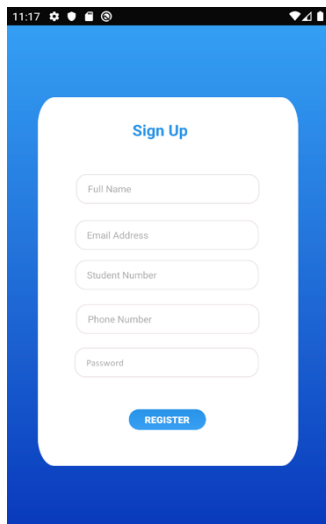 11:17
Sign Up
Full Name
Email Address
Student Number
Phone Number
Password
REGISTER